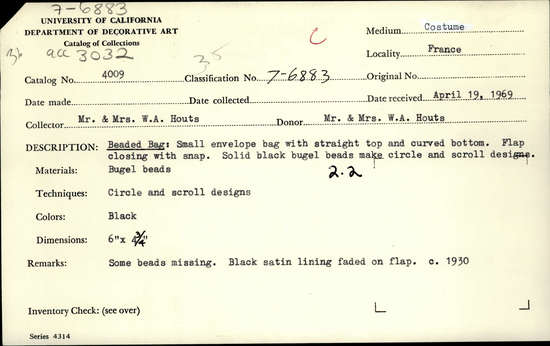 7-6883
UNIVERSITY OF CALIFORNIA
DEPARTMENT OF DECORATIVE ART
Catalog of Collections
acc 3032
36
35
C
Medium Costume
Locality France
Catalog No. 4009 Classification No. 7-6883 Original No.
Date made Date collected Date received April 19, 1969
Collector Mr. & Mrs. W.A. Houts Donor Mr. & Mrs. W.A. Houts
DESCRIPTION: Beaded Bag: Small envelope bag with straight top and curved bottom. Flap
closing with snap. Solid black bugel beads make circle and scroll designs.
Materials: Bugel beads 2.2
Techniques: Circle and scroll designs
Colors: Black
Dimensions: 6"x 4¾"
Remarks: Some beads missing. Black satin lining faded on flap. c. 1930
Inventory Check: (see over)
Series 4314